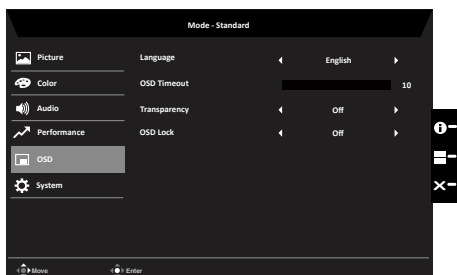 Mode - Standard
Picture
Language English
Color
OSD Timeout 10
Audio
Transparency Off
Performance
OSD Lock Off
OSD
System
Move Enter